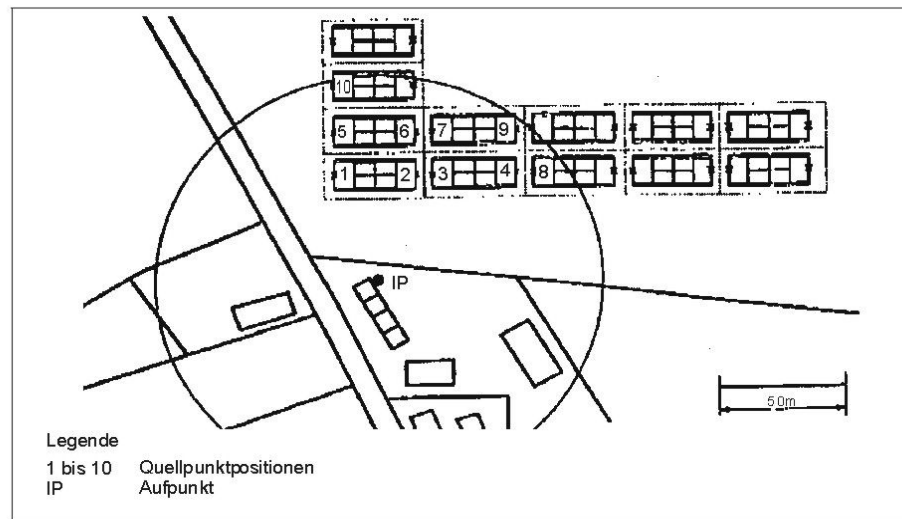 10
5 6 7 9
1 2 3 4 8
IP
50m
Legende
1 bis 10 Quellpunktpositionen
IP Aufpunkt